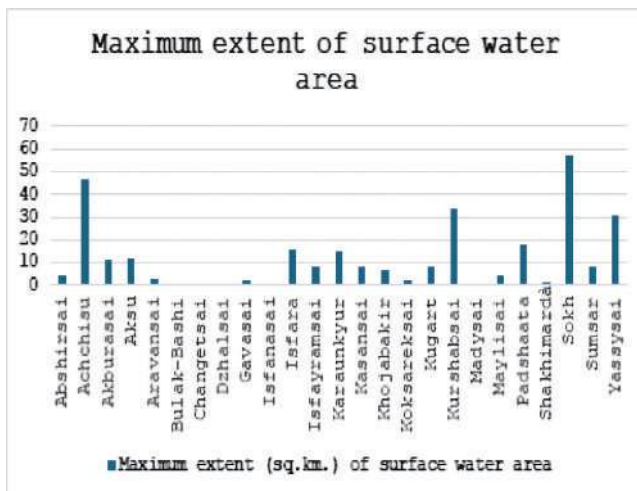 Maximum extent of surface water
area
70
60
50
40
30
20
10
0
Abshirsai
Achchisu
Akburasai
Aksu
Aravansai
Bulak-Bashi
Changetsai
Dzhalsai
Gavasai
Isfanasai
Isfara
Isfayramsai
Karaunkyur
Kasansai
Khojabakir
Koksareksai
Kugart
Kurshabsai
Madysai
Maylisai
Padshaata
Shakhimardà
Sokh
Sumsar
Yassysai
Maximum extent (sq.km.) of surface water area